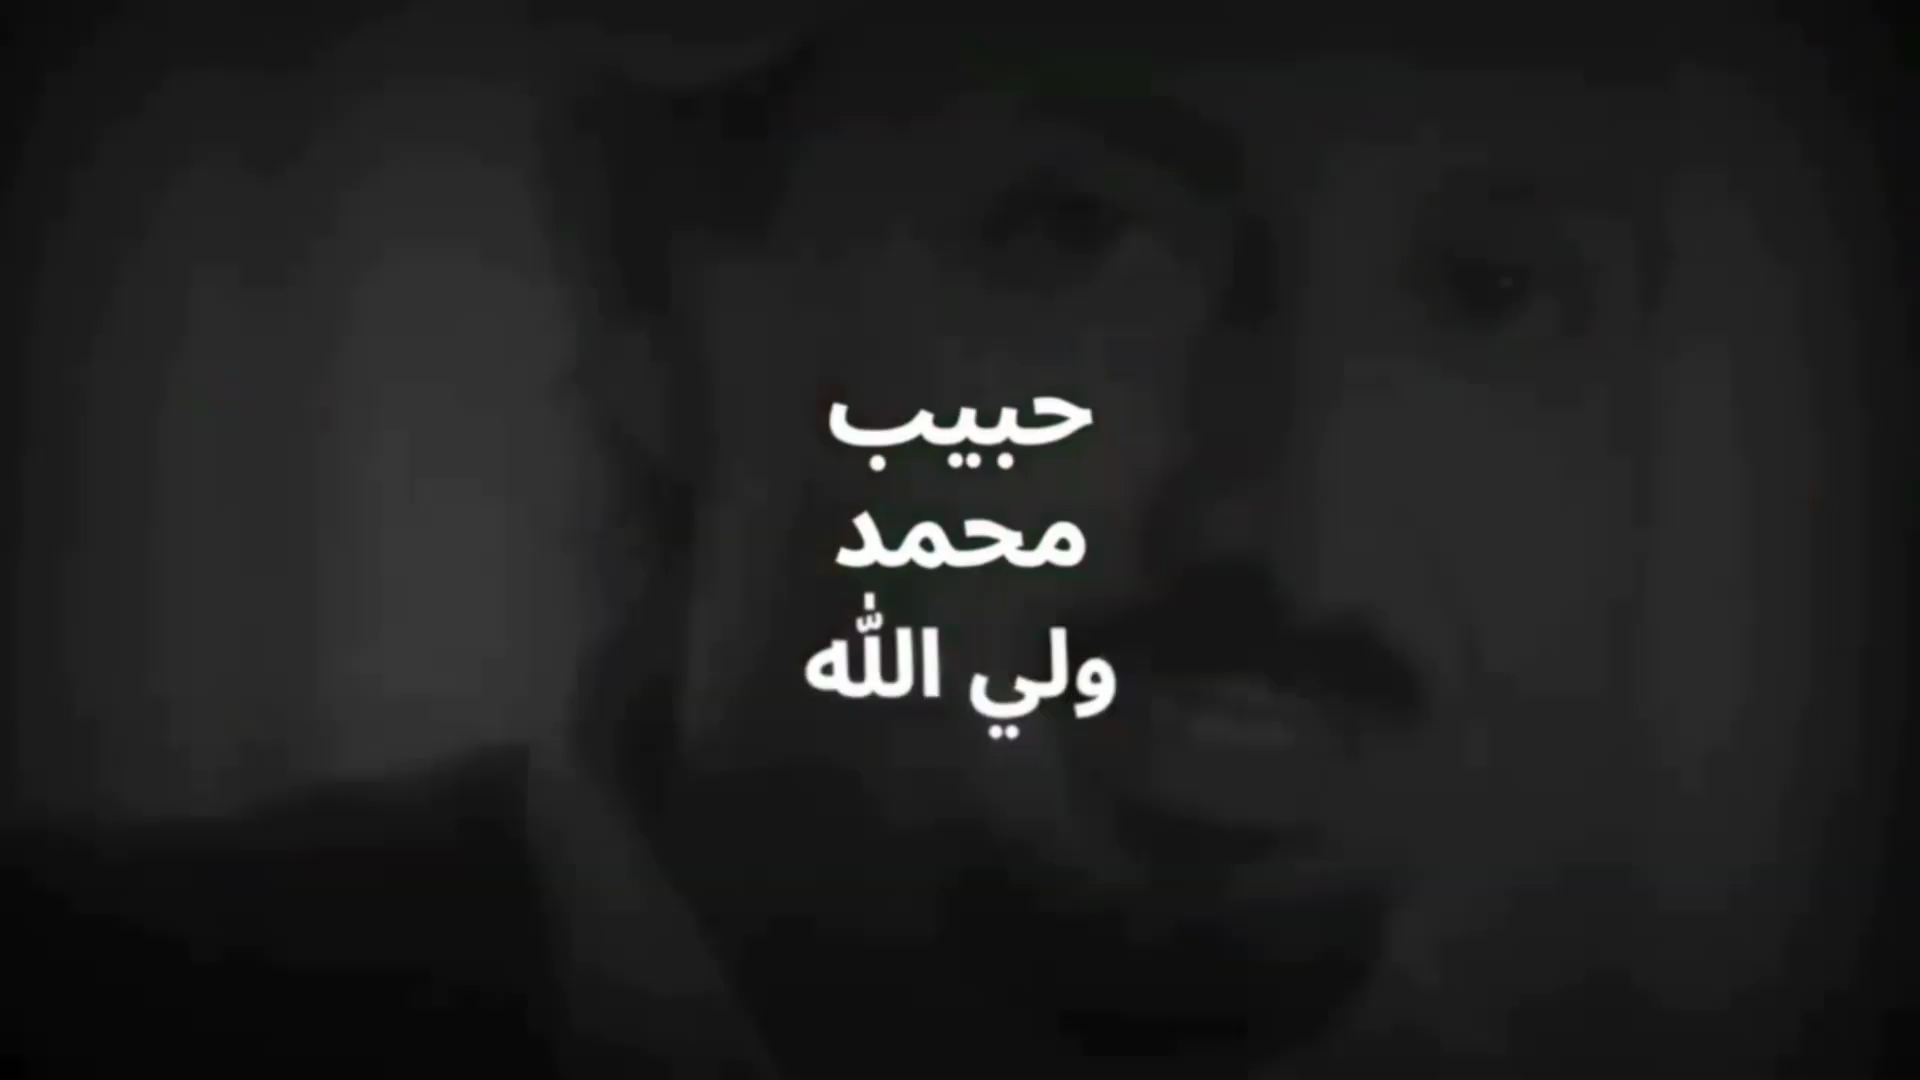 حبيب
محمد
ولي الله